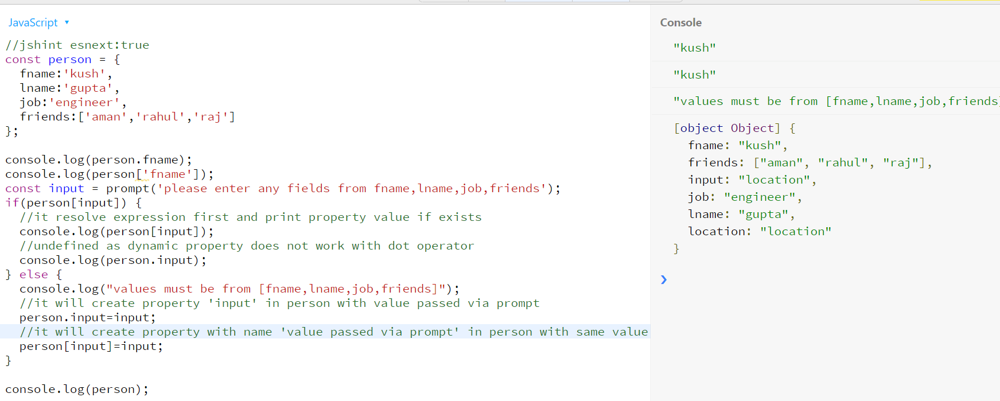 JavaScript
//jshint esnext:true
const person = {
  fname:'kush',
  lname:'gupta',
  job:'engineer',
  friends:['aman','rahul','raj']
};

console.log(person.fname);
console.log(person['fname']);
const input = prompt('please enter any fields from fname,lname,job,friends');
if(person[input]) {
  //it resolve expression first and print property value if exists
  console.log(person[input]);
  //undefined as dynamic property does not work with dot operator
  console.log(person.input);
} else {
  console.log("values must be from [fname,lname,job,friends]");
  //it will create property 'input' in person with value passed via prompt
  person.input=input;
  //it will create property with name 'value passed via prompt' in person with same value
  person[input]=input;
}

console.log(person);
Console
"kush"
"kush"
"values must be from [fname,lname,job,friends]
[object Object] {
  fname: "kush",
  friends: ["aman", "rahul", "raj"],
  input: "location",
  job: "engineer",
  lname: "gupta",
  location: "location"
}